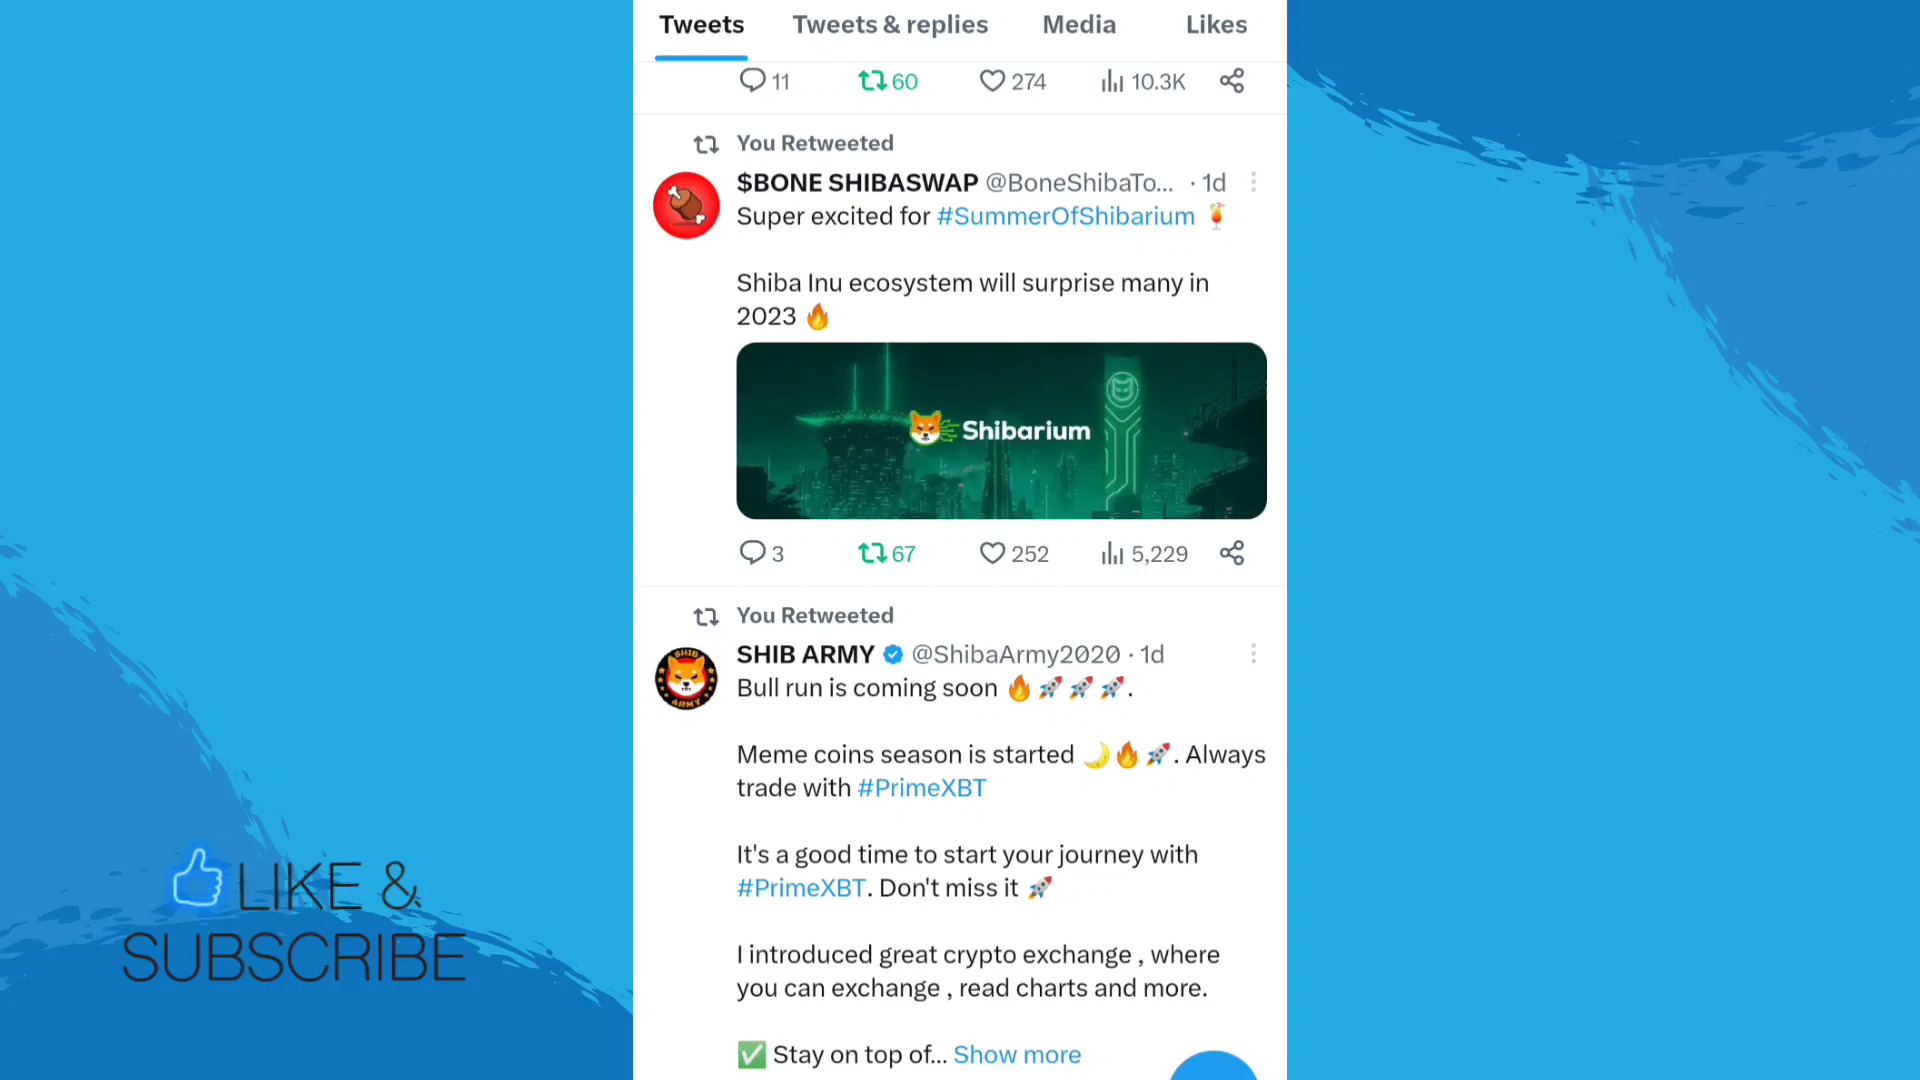 Tweets Tweets & replies Media Likes
11 60 274 10.3K
You Retweeted
$BONE SHIBASWAP @BoneShibaTo... · 1d
Super excited for #SummerOfShibarium 🍹
Shiba Inu ecosystem will surprise many in
2023 🔥
Shibarium
3 67 252 5,229
You Retweeted
SHIB ARMY @ShibaArmy2020 · 1d
SHIB
ARMY
Bull run is coming soon 🔥🚀🚀🚀.
Meme coins season is started 🌙🔥🚀. Always
trade with #PrimeXBT
It's a good time to start your journey with
#PrimeXBT. Don't miss it 🚀
I introduced great crypto exchange , where
you can exchange , read charts and more.
✅ Stay on top of... Show more
LIKE &
SUBSCRIBE